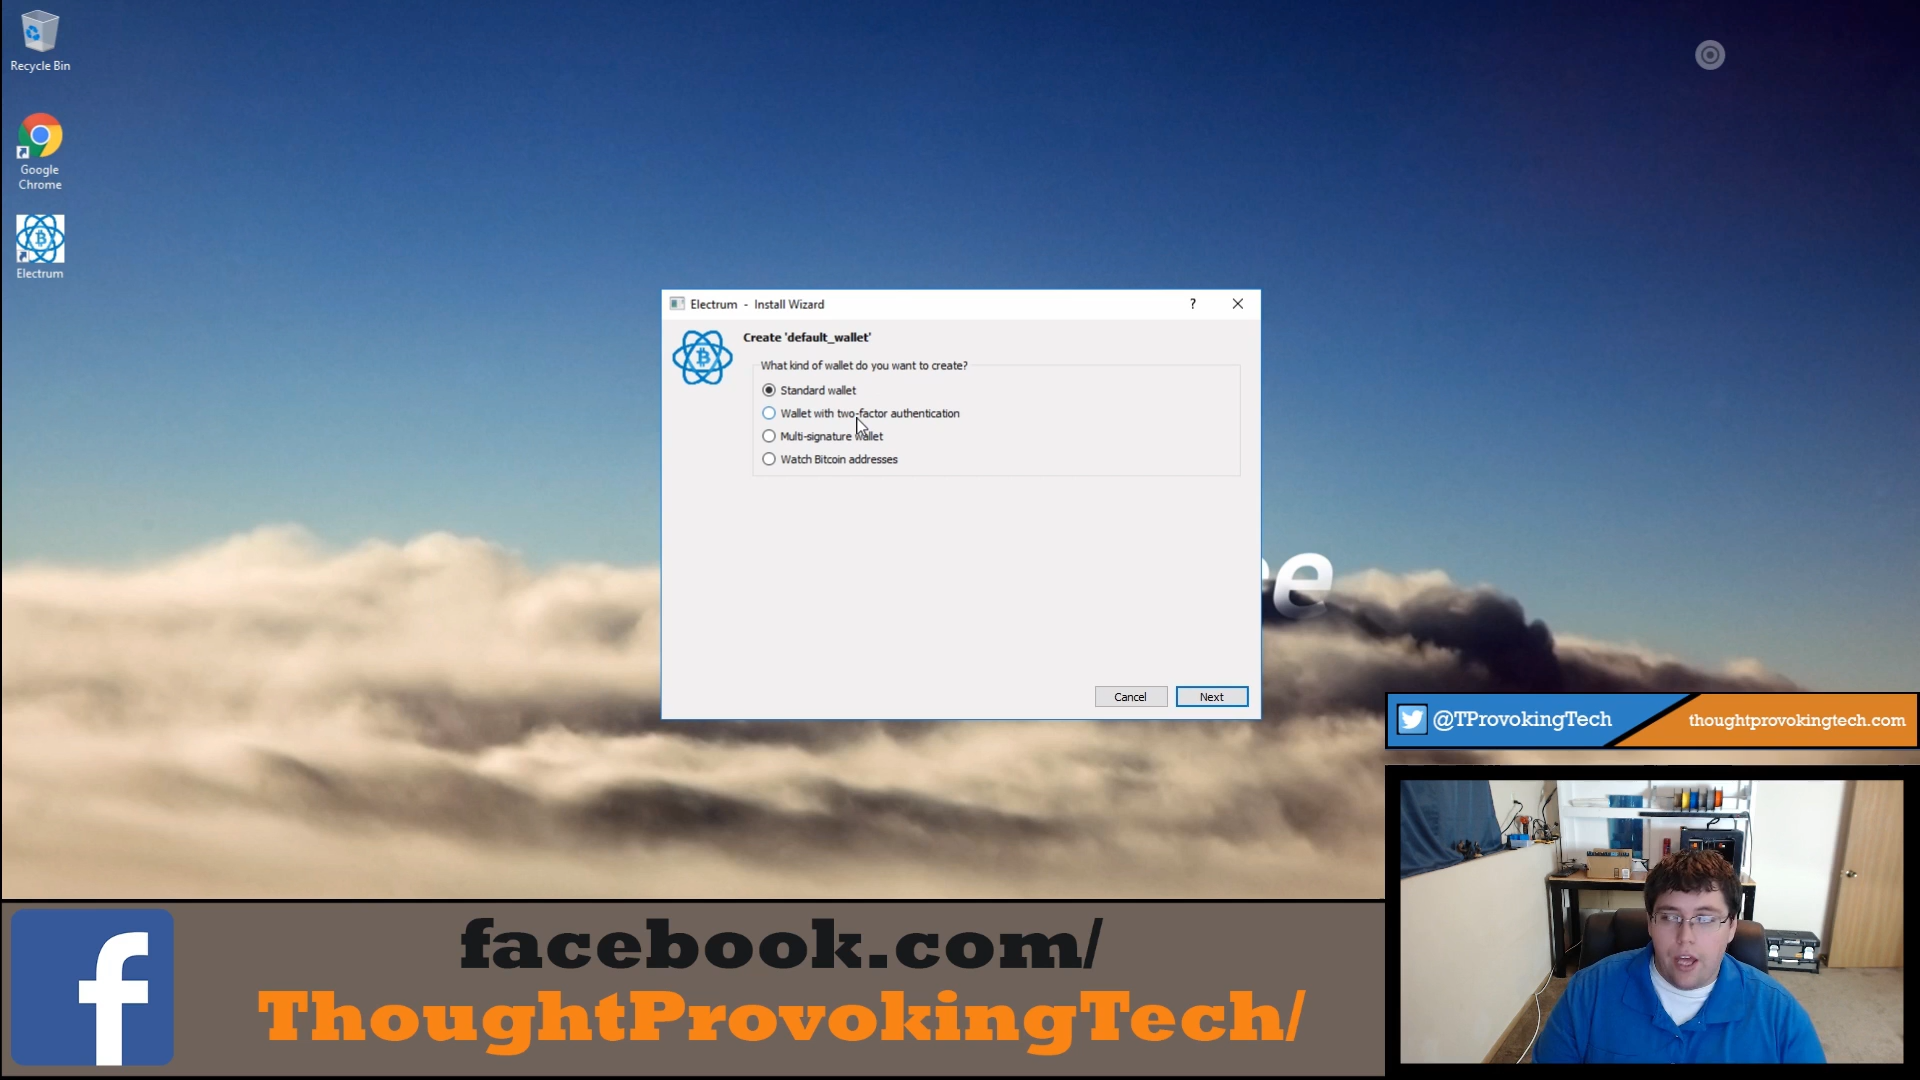 Recycle Bin
Google
Chrome
Electrum
Electrum - Install Wizard
?
Create 'default_wallet'
What kind of wallet do you want to create?
Standard wallet
Wallet with two-factor authentication
Multi-signature wallet
Watch Bitcoin addresses
Cancel
Next
e
@TProvokingTech
thoughtprovokingtech.com
facebook.com/
ThoughtProvokingTech/